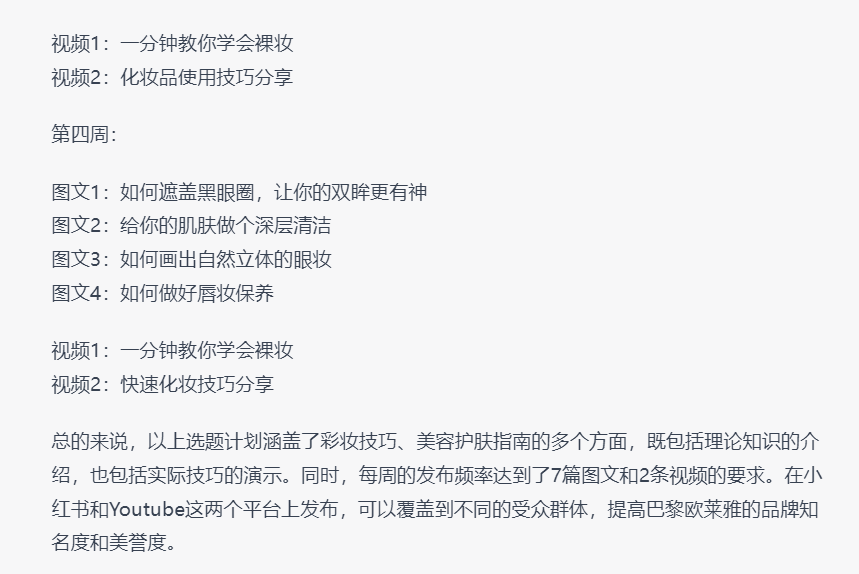 视频1：一分钟教你学会裸妆
视频2：化妆品使用技巧分享
第四周：
图文1：如何遮盖黑眼圈，让你的双眸更有神
图文2：给你的肌肤做个深层清洁
图文3：如何画出自然立体的眼妆
图文4：如何做好唇妆保养
视频1：一分钟教你学会裸妆
视频2：快速化妆技巧分享
总的来说，以上选题计划涵盖了彩妆技巧、美容护肤指南的多个方面，既包括理论知识的介
绍，也包括实际技巧的演示。同时，每周的发布频率达到了7篇图文和2条视频的要求。在小
红书和Youtube这两个平台上发布，可以覆盖到不同的受众群体，提高巴黎欧莱雅的品牌知
名度和美誉度。